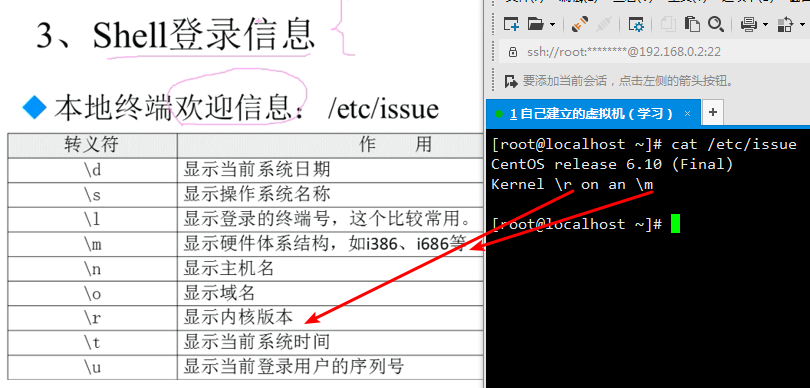 3、Shell登录信息
本地终端欢迎信息： /etc/issue
转义符 作 用
\d 显示当前系统日期
\s 显示操作系统名称
\l 显示登录的终端号，这个比较常用。
\m 显示硬件体系结构，如i386、i686等
\n 显示主机名
\o 显示域名
\r 显示内核版本
\t 显示当前系统时间
\u 显示当前登录用户的序列号
ssh://root:********@192.168.0.2:22
要添加当前会话，点击左侧的箭头按钮。
1 自己建立的虚拟机（学习） × +
[root@localhost ~]# cat /etc/issue
CentOS release 6.10 (Final)
Kernel \r on an \m
[root@localhost ~]#